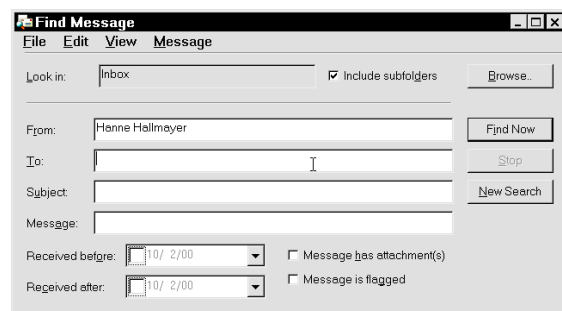 Find Message
File Edit View Message
Look in: Inbox Include subfolders Browse..
From: Hanne Hallmayer Find Now
To: Stop
Subject: New Search
Message:
Received before: 10/ 2/00 Message has attachment(s)
Received after: 10/ 2/00 Message is flagged